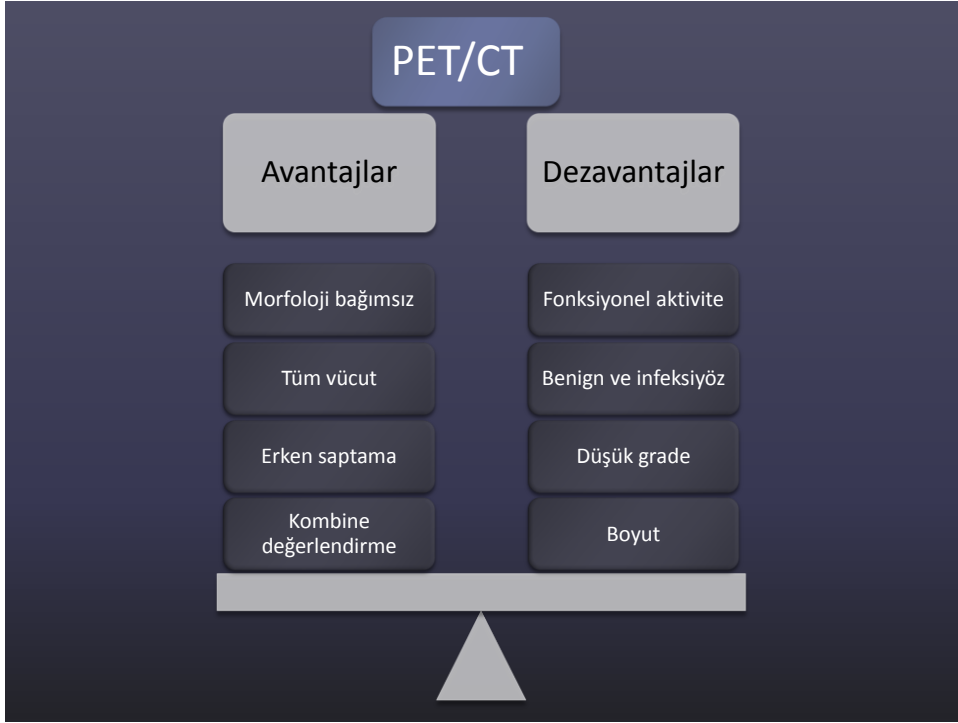 PET/CT
Avantajlar
Morfoloji bağımsız
Tüm vücut
Erken saptama
Kombine
değerlendirme
Dezavantajlar
Fonksiyonel aktivite
Benign ve infeksiyöz
Düşük grade
Boyut